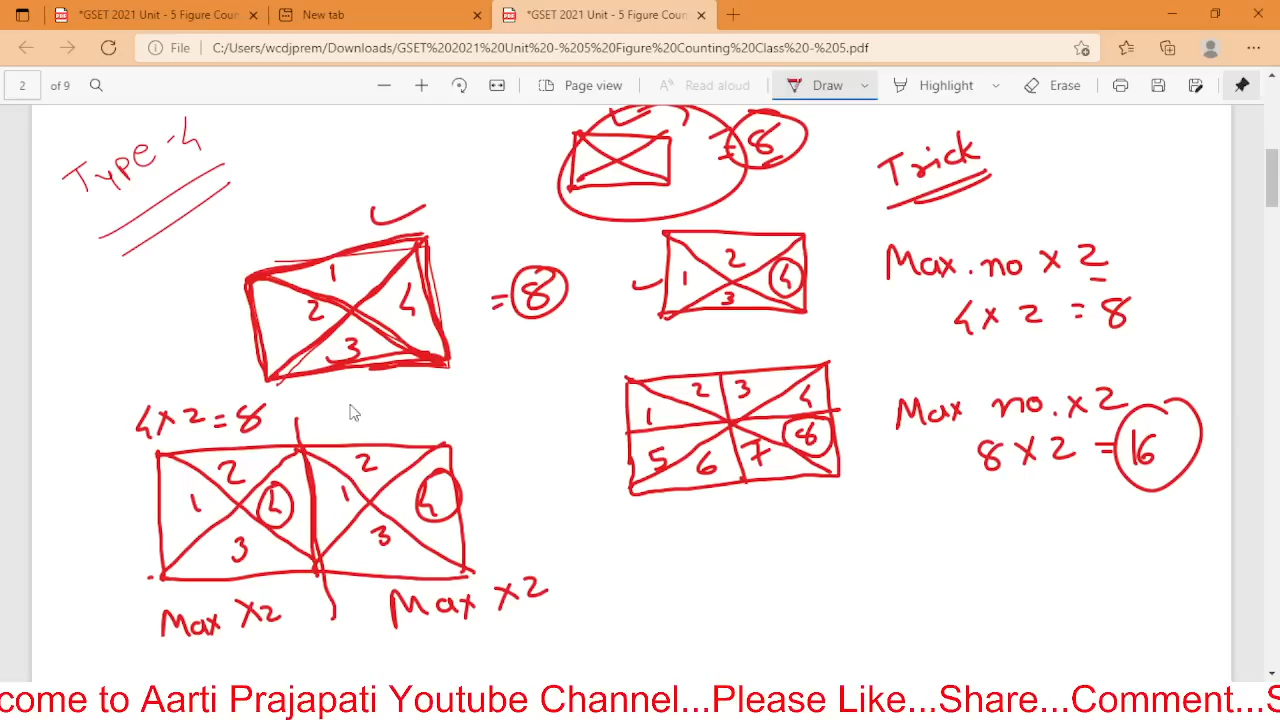 *GSET 2021 Unit - 5 Figure Coun
New tab
*GSET 2021 Unit - 5 Figure Coun
File
C:/Users/wcdjprem/Downloads/GSET%202021%20Unit%20-%205%20Figure%20Counting%20Class%20-%205.pdf
2 of 9
Page view
Read aloud
Draw
Highlight
Erase
Type-4
= 8
Trick
1
2
4
3
= 8
1
2
4
3
Max. no x 2
4 x 2 = 8
1
2
3
4
5
6
7
8
Max no. x 2
8 x 2 = 16
4 x 2 = 8
1
2
4
3
1
2
4
3
Max x2
Max x2
come to Aarti Prajapati Youtube Channel...Please Like...Share...Comment...S